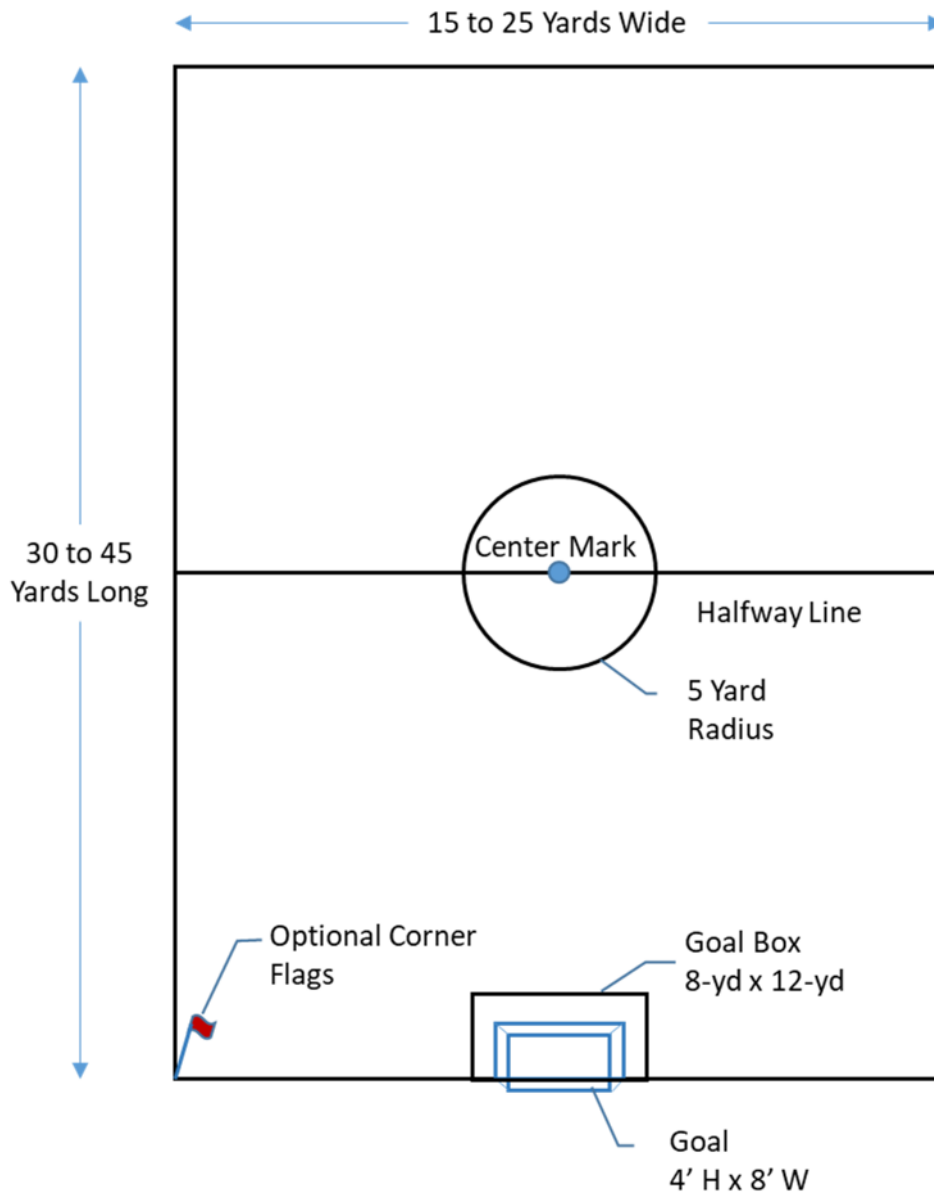 15 to 25 Yards Wide
30 to 45
Yards Long
Center Mark
Halfway Line
5 Yard
Radius
Optional Corner
Flags
Goal Box
8-yd x 12-yd
Goal
4’ H x 8’ W